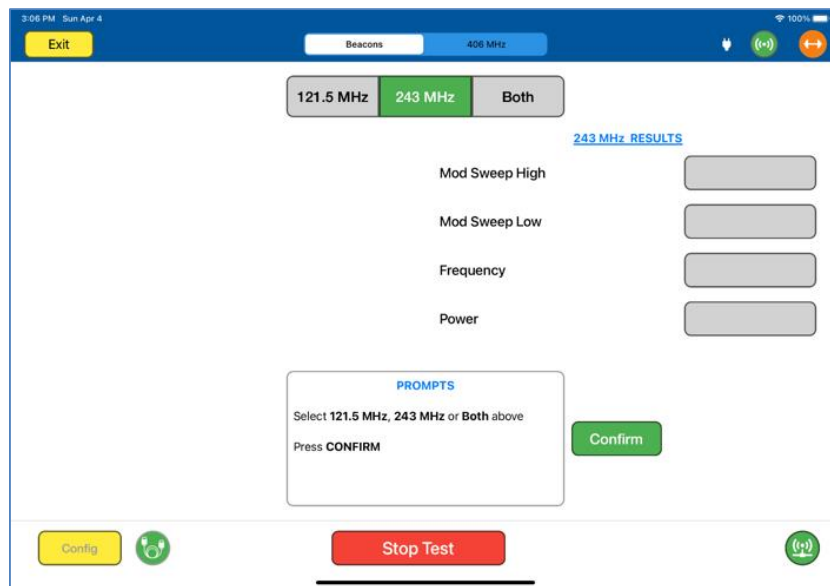 3:06 PM Sun Apr 4
100%
Exit
Beacons
406 MHz
121.5 MHz
243 MHz
Both
243 MHz RESULTS
Mod Sweep High
Mod Sweep Low
Frequency
Power
PROMPTS
Select 121.5 MHz, 243 MHz or Both above
Press CONFIRM
Confirm
Config
Stop Test